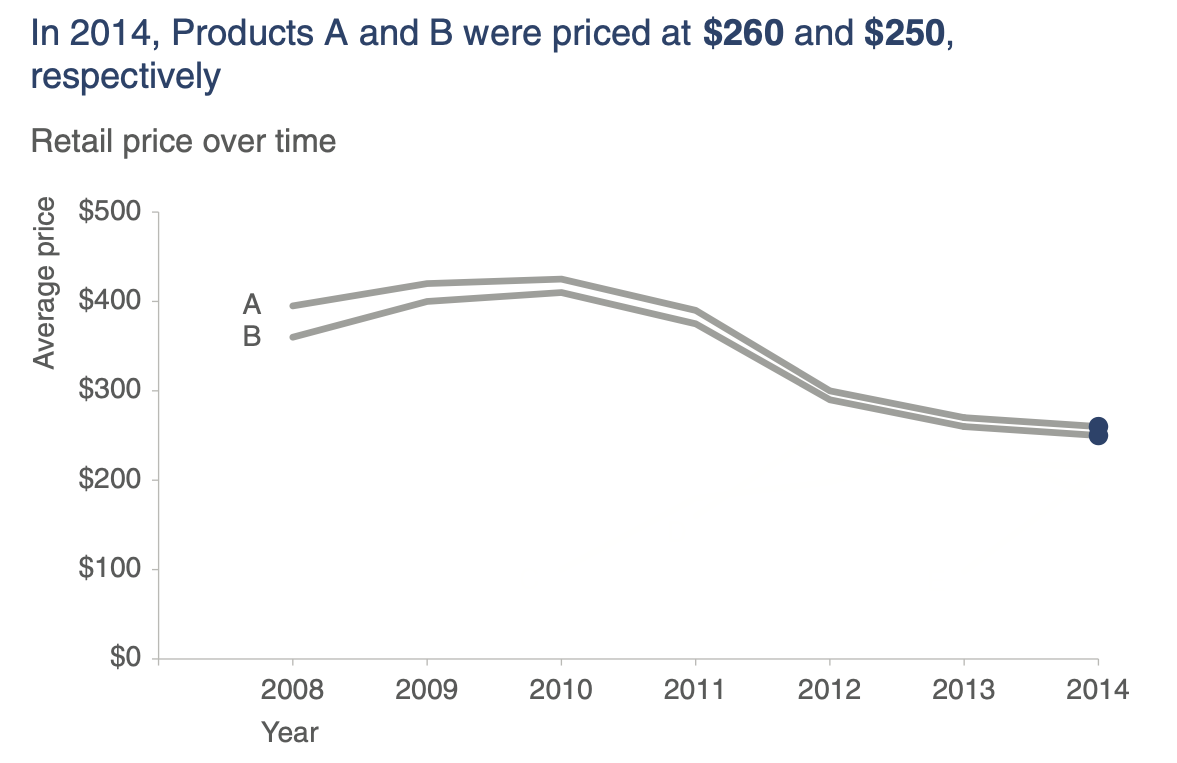 In 2014, Products A and B were priced at $260 and $250,
respectively
Retail price over time
Average price
$500
$400
$300
$200
$100
$0
A
B
2008 2009 2010 2011 2012 2013 2014
Year